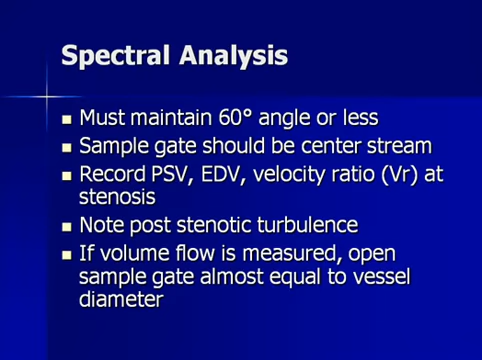 Spectral Analysis
Must maintain 60° angle or less
Sample gate should be center stream
Record PSV, EDV, velocity ratio (Vr) at
stenosis
Note post stenotic turbulence
If volume flow is measured, open
sample gate almost equal to vessel
diameter